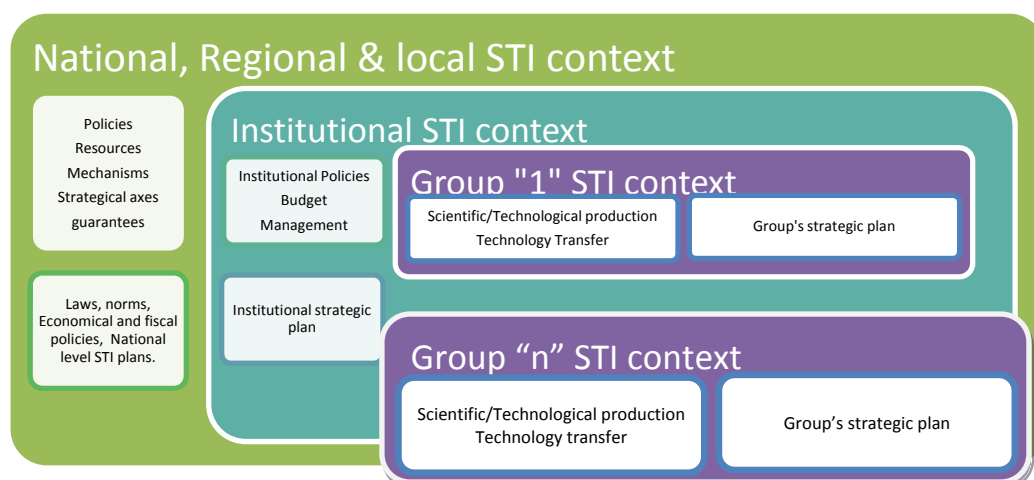 National, Regional & local STI context
Policies
Resources
Mechanisms
Strategical axes
guarantees
Laws, norms,
Economical and fiscal
policies, National
level STI plans.
Institutional STI context
Institutional Policies
Budget
Management
Institutional strategic
plan
Group "1" STI context
Scientific/Technological production
Technology Transfer
Group's strategic plan
Group “n” STI context
Scientific/Technological production
Technology transfer
Group’s strategic plan